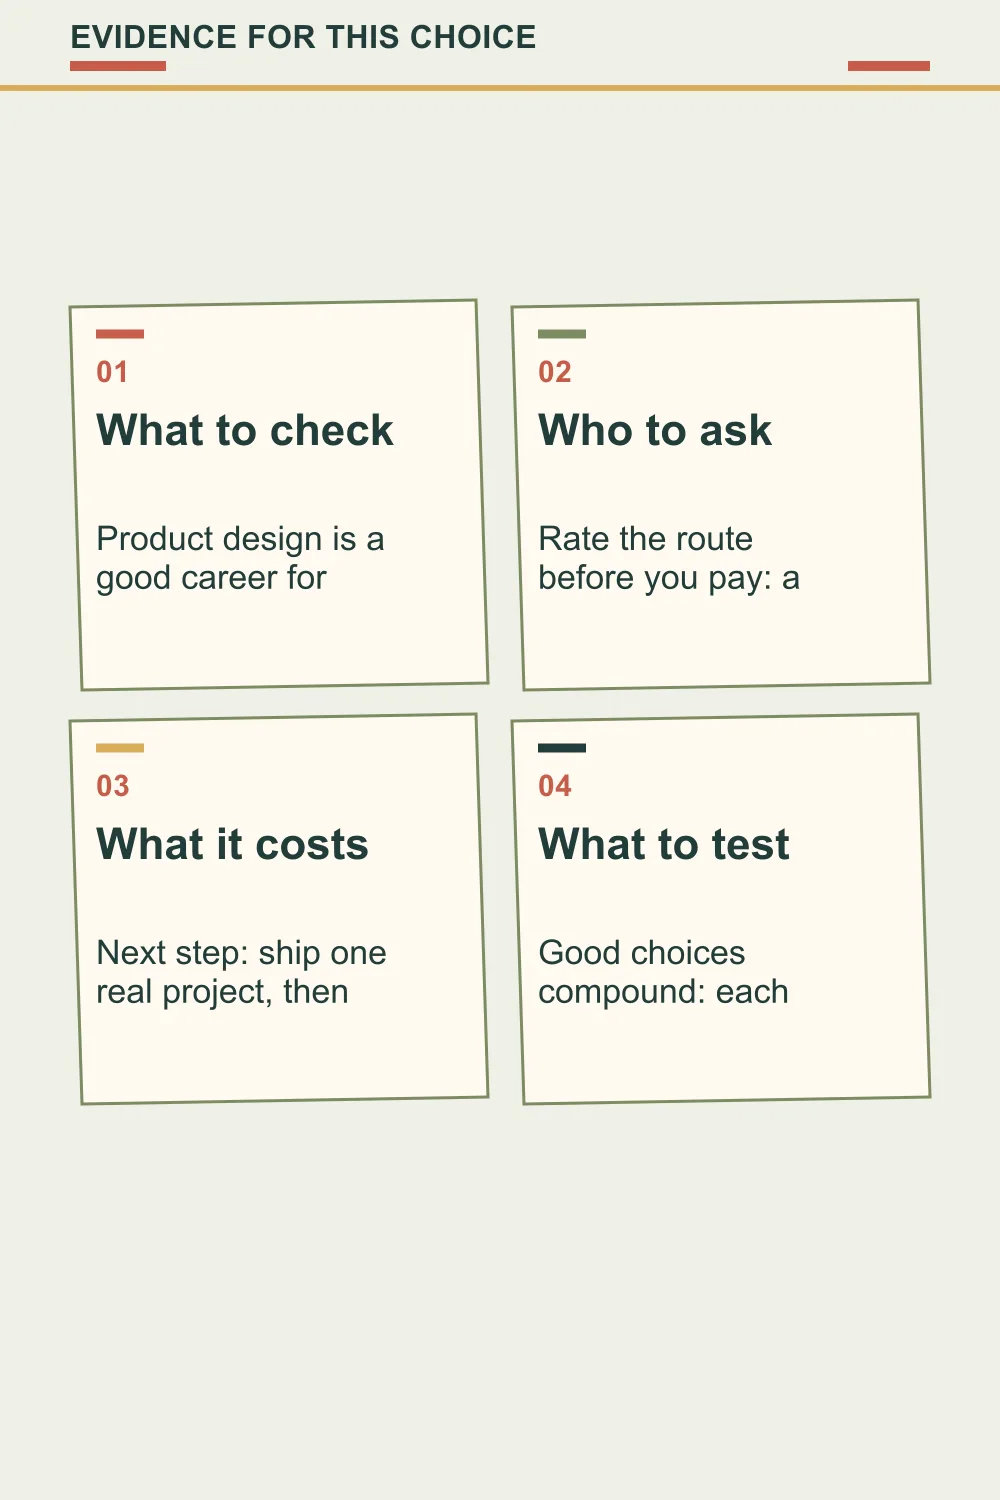 EVIDENCE FOR THIS CHOICE
01
What to check
Product design is a
good career for
02
Who to ask
Rate the route
before you pay: a
03
What it costs
Next step: ship one
real project, then
04
What to test
Good choices
compound: each